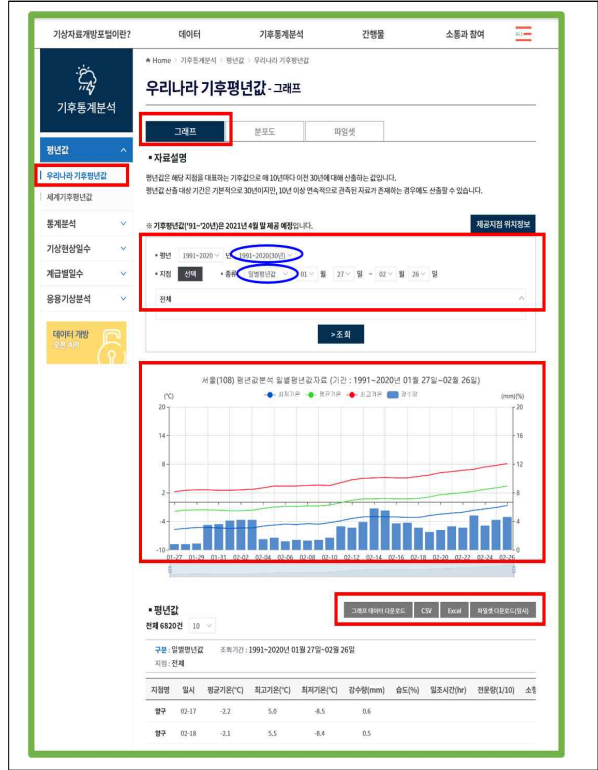 기상자료개방포털이란? 데이터 기후통계분석 간행물 소통과 참여
Home > 기후통계분석 > 평년값 > 우리나라 기후평년값
우리나라 기후평년값 - 그래프
기후통계분석
그래프 분포도 파일셋
평년값
우리나라 기후평년값
세계기후평년값
통계분석
기상현상일수
계급별일수
응용기상분석
데이터 개방
오픈 API
▪ 자료설명
평년값은 해당 지점을 대표하는 기후값으로 매 10년마다 이전 30년에 대해 산출하는 값입니다.
평년값 산출 대상 기간은 기본적으로 30년이지만, 10년 이상 연속적으로 관측된 자료가 존재하는 경우에도 산출할 수 있습니다.
※ 기후평년값('91~'20년)은 2021년 4월 말 제공 예정입니다.
제공지점 위치정보
• 평년 1991~2020 년 1991~2020(30년)
• 지점 선택 • 종류 일별평년값 01 월 27 일 ~ 02 월 26 일
전체
>조회
서울(108) 평년값분석 일별평년값자료 (기간 : 1991~2020년 01월 27일~02월 26일)
(℃) 최저기온 평균기온 최고기온 강수량 (mm)(%)
20 20
14 16
8 12
2 8
-4 4
-10 0
01-27 01-29 01-31 02-02 02-04 02-06 02-08 02-10 02-12 02-14 02-16 02-18 02-20 02-22 02-24 02-26
▪ 평년값
그래프 데이터 다운로드 CSV Excel 파일셋 다운로드(임시)
전체 6820건 10
구분 : 일별평년값 조회기간 : 1991~2020년 01월 27일~02월 26일
지점 : 전체
지점명 일시 평균기온(℃) 최고기온(℃) 최저기온(℃) 강수량(mm) 습도(%) 일조시간(hr) 전운량(1/10) 소형
양구 02-17 -2.2 5.0 -8.5 0.6
양구 02-18 -2.1 5.5 -8.4 0.5